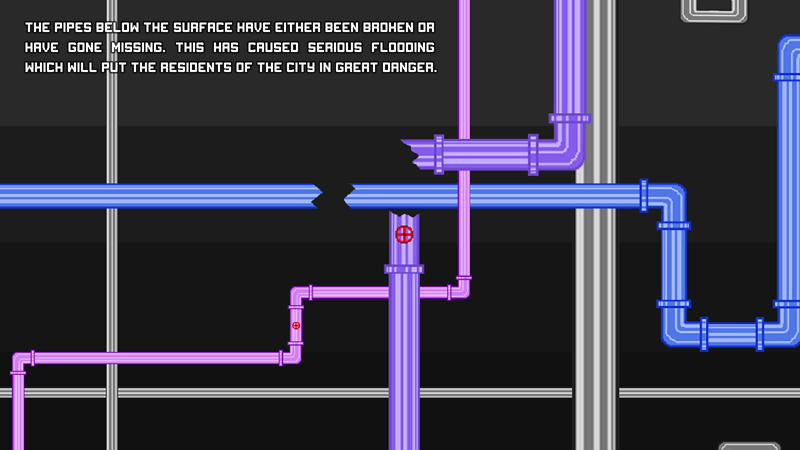 THE PIPES BELOW THE SURFACE HAVE EITHER BEEN BROKEN OR
HAVE GONE MISSING. THIS HAS CAUSED SERIOUS FLOODING
WHICH WILL PUT THE RESIDENTS OF THE CITY IN GREAT DANGER.